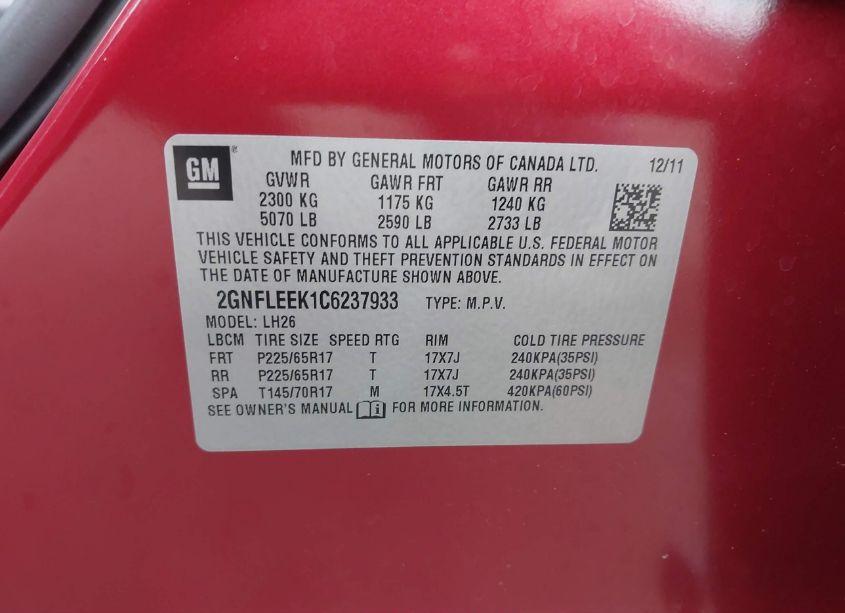 GM MFD BY GENERAL MOTORS OF CANADA LTD. 12/11
GVWR GAWR FRT GAWR RR
2300 KG 1175 KG 1240 KG
5070 LB 2590 LB 2733 LB
THIS VEHICLE CONFORMS TO ALL APPLICABLE U.S. FEDERAL MOTOR
VEHICLE SAFETY AND THEFT PREVENTION STANDARDS IN EFFECT ON
THE DATE OF MANUFACTURE SHOWN ABOVE.
2GNFLEEK1C6237933 TYPE: M.P.V.
MODEL: LH26
LBCM TIRE SIZE SPEED RTG RIM COLD TIRE PRESSURE
FRT P225/65R17 T 17X7J 240KPA(35PSI)
RR P225/65R17 T 17X7J 240KPA(35PSI)
SPA T145/70R17 M 17X4.5T 420KPA(60PSI)
SEE OWNER'S MANUAL FOR MORE INFORMATION.